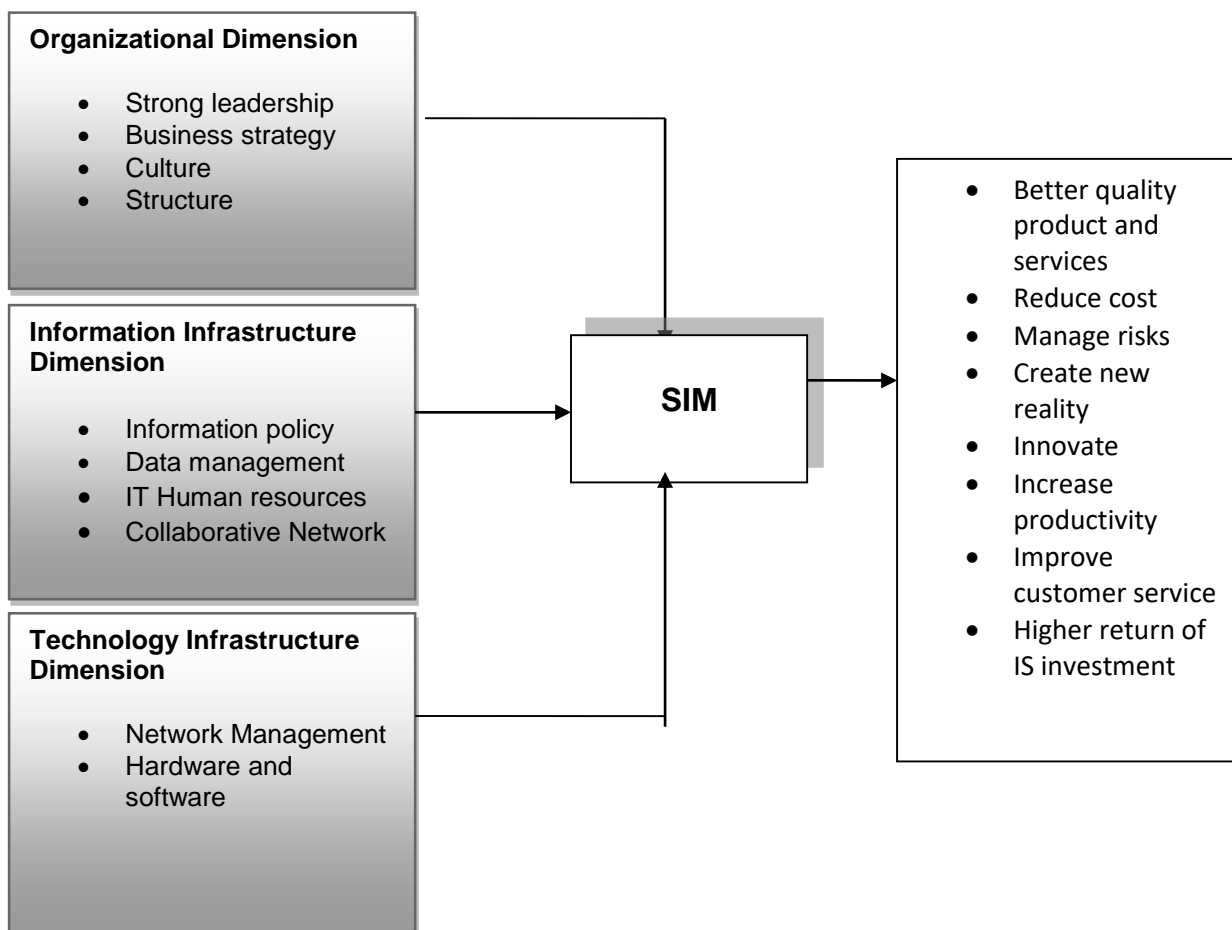 Organizational Dimension
• Strong leadership
• Business strategy
• Culture
• Structure
Information Infrastructure
Dimension
• Information policy
• Data management
• IT Human resources
• Collaborative Network
Technology Infrastructure
Dimension
• Network Management
• Hardware and
software
SIM
• Better quality
product and
services
• Reduce cost
• Manage risks
• Create new
reality
• Innovate
• Increase
productivity
• Improve
customer service
• Higher return of
IS investment